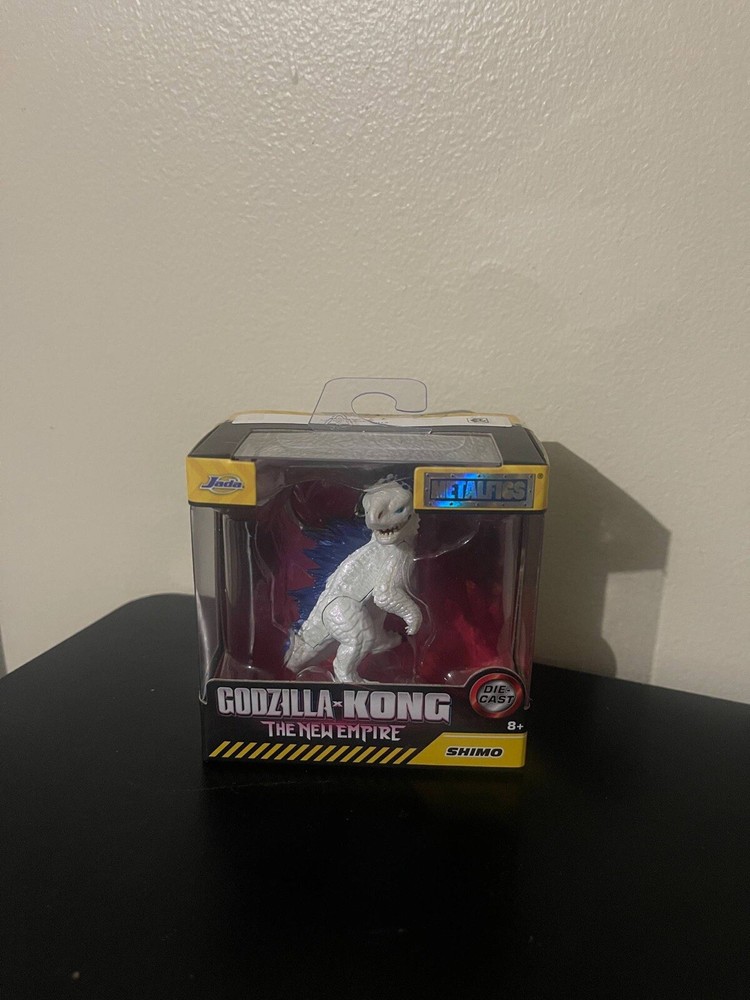 Jada
METALFIGS®
GODZILLA x KONG
THE NEW EMPIRE
DIE-
CAST
8+
SHIMO